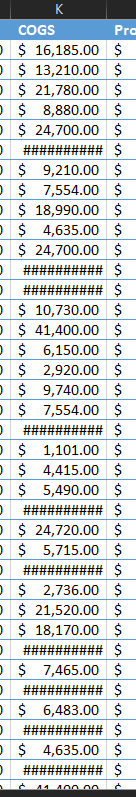 K
COGS Pro
$ 16,185.00 $
$ 13,210.00 $
$ 21,780.00 $
$ 8,880.00 $
$ 24,700.00 $
########## $
$ 9,210.00 $
$ 7,554.00 $
$ 18,990.00 $
$ 4,635.00 $
$ 24,700.00 $
########## $
########## $
$ 10,730.00 $
$ 41,400.00 $
$ 6,150.00 $
$ 2,920.00 $
$ 9,740.00 $
$ 7,554.00 $
########## $
$ 1,101.00 $
$ 4,415.00 $
$ 5,490.00 $
########## $
$ 24,720.00 $
$ 5,715.00 $
########## $
$ 2,736.00 $
$ 21,520.00 $
$ 18,170.00 $
########## $
$ 7,465.00 $
########## $
$ 6,483.00 $
########## $
$ 4,635.00 $
########## $